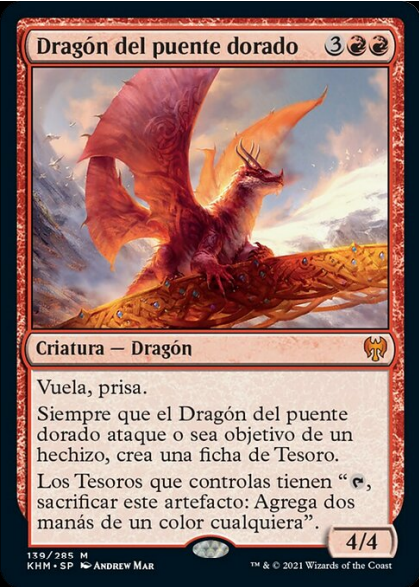 Dragón del puente dorado 3
Criatura — Dragón
Vuela, prisa.
Siempre que el Dragón del puente
dorado ataque o sea objetivo de un
hechizo, crea una ficha de Tesoro.
Los Tesoros que controlas tienen “,
sacrificar este artefacto: Agrega dos
manás de un color cualquiera”.
4/4
139/285 M
KHM • SP Andrew Mar
™ & © 2021 Wizards of the Coast